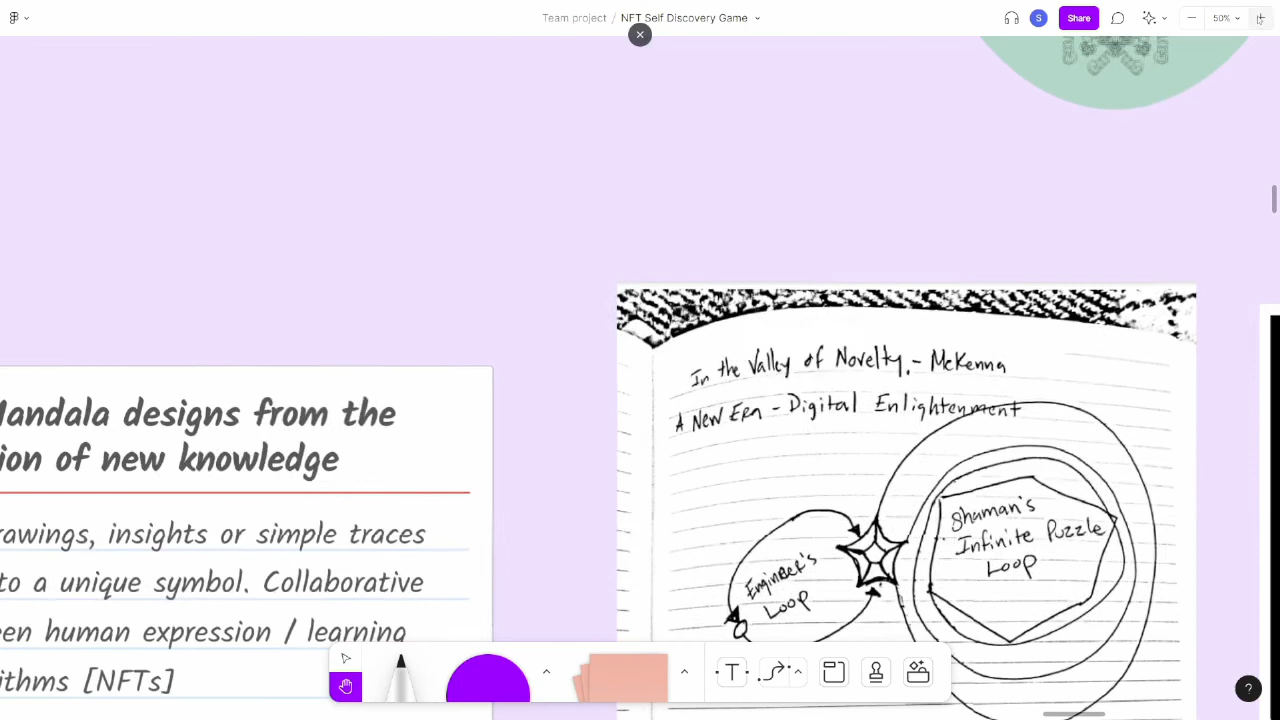 Team project / NFT Self Discovery Game
S
Share
50%
Mandala designs from the
ion of new knowledge
rawings, insights or simple traces
to a unique symbol. Collaborative
een human expression / learning
ithms [NFTs]
In the Valley of Novelty. - McKenna
A New Era - Digital Enlightenment
Engineer's
Loop
Shaman's
Infinite Puzzle
Loop
T
?